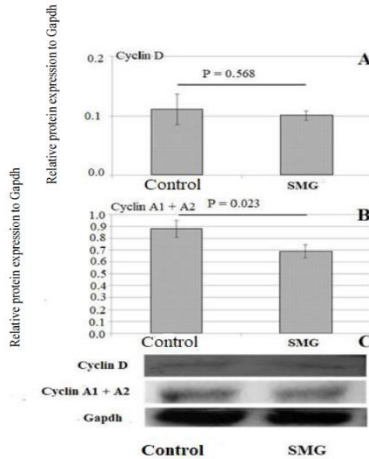 Relative protein expression to Gapdh
Cyclin D
A
P = 0.568
0.2
0.1
0.0
Control
SMG
Relative protein expression to Gapdh
Cyclin A1 + A2
P = 0.023
B
1.0
0.9
0.8
0.7
0.6
0.5
0.4
0.3
0.2
0.1
0.0
Control
SMG
C
Cyclin D
Cyclin A1 + A2
Gapdh
Control
SMG